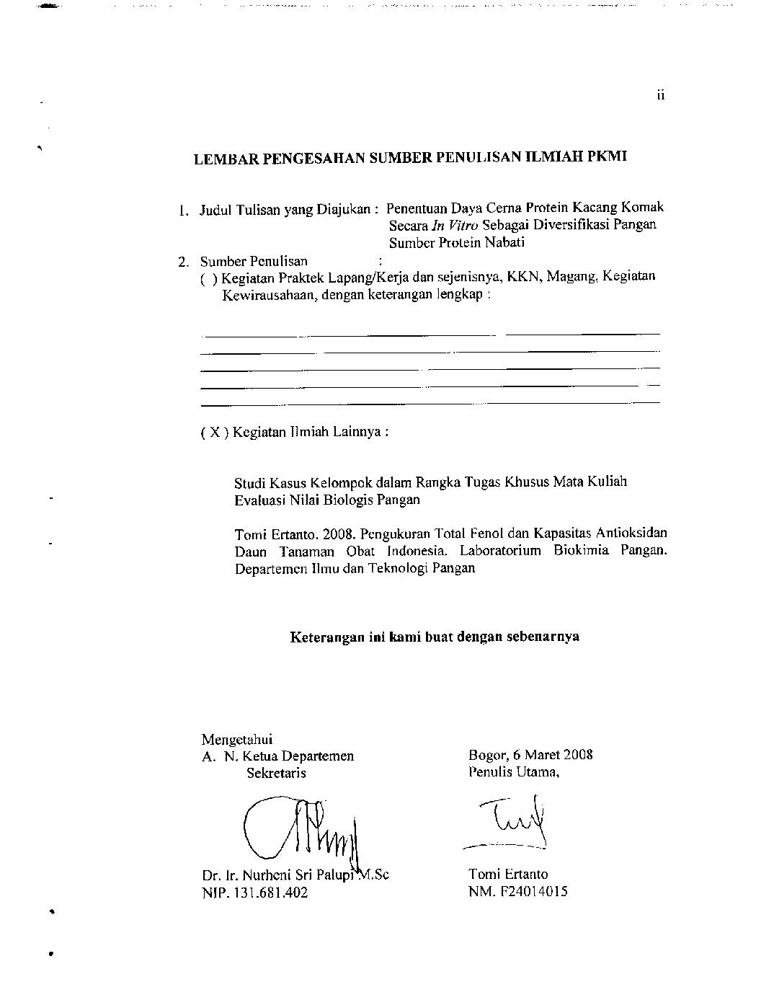 ii
LEMBAR PENGESAHAN SUMBER PENULISAN ILMIAH PKMI
1. Judul Tulisan yang Diajukan : Penentuan Daya Cerna Protein Kacang Komak
Secara In Vitro Sebagai Diversifikasi Pangan
Sumber Protein Nabati
2. Sumber Penulisan :
( ) Kegiatan Praktek Lapang/Kerja dan sejenisnya, KKN, Magang, Kegiatan
Kewirausahaan, dengan keterangan lengkap :
( X ) Kegiatan Ilmiah Lainnya :
Studi Kasus Kelompok dalam Rangka Tugas Khusus Mata Kuliah
Evaluasi Nilai Biologis Pangan
Tomi Ertanto. 2008. Pengukuran Total Fenol dan Kapasitas Antioksidan
Daun Tanaman Obat Indonesia. Laboratorium Biokimia Pangan.
Departemen Ilmu dan Teknologi Pangan
Keterangan ini kami buat dengan sebenarnya
Mengetahui
A. N. Ketua Departemen
Sekretaris
Dr. Ir. Nurheni Sri Palupi M.Sc
NIP. 131.681.402
Bogor, 6 Maret 2008
Penulis Utama,
Tomi Ertanto
NM. F24014015